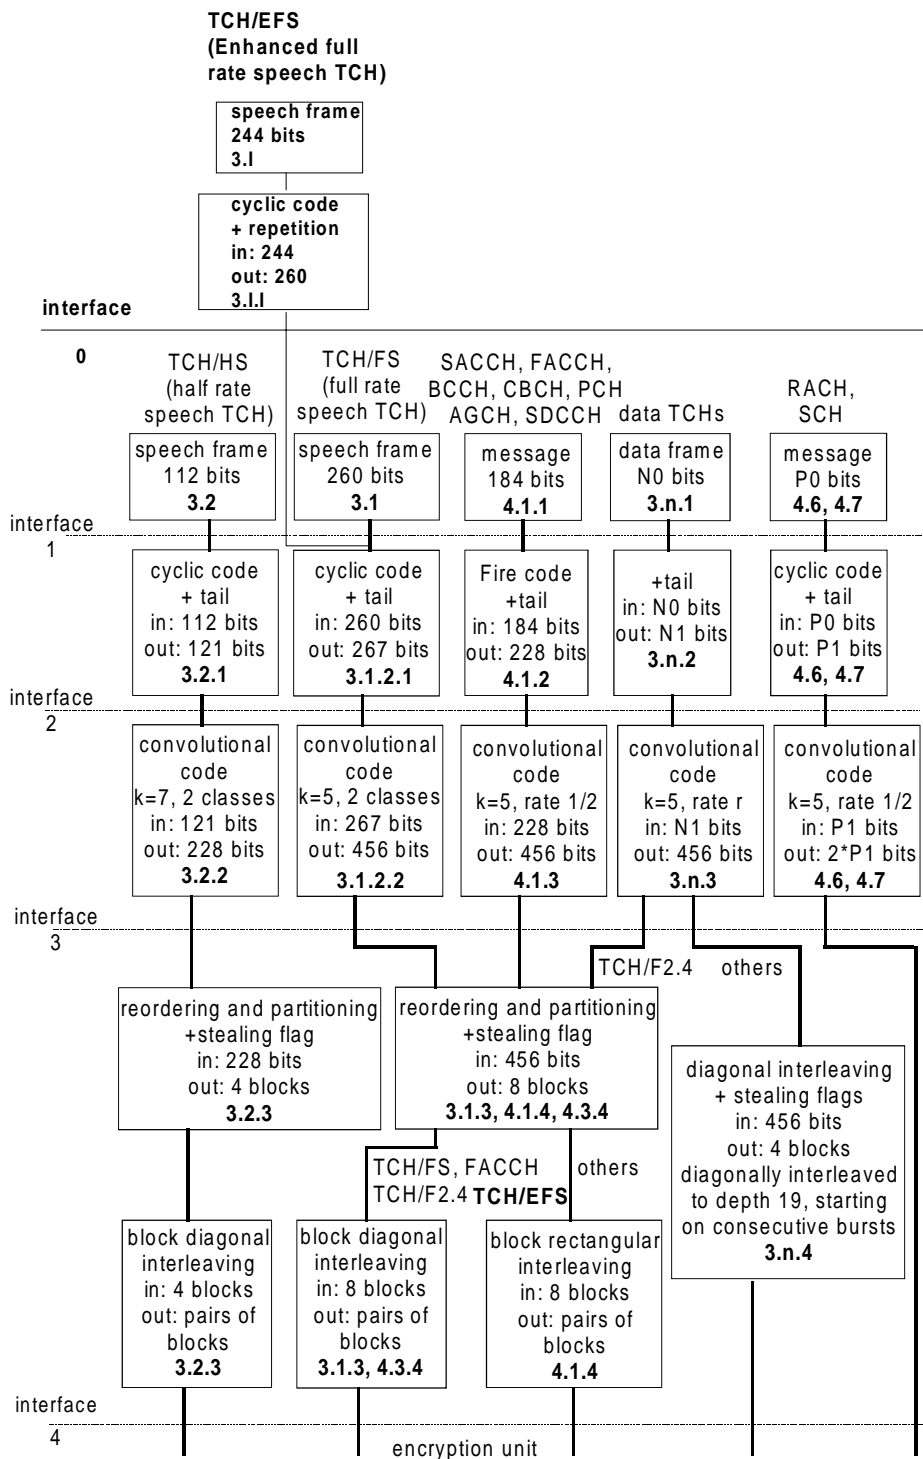 TCH/EFS
(Enhanced full
rate speech TCH)
speech frame
244 bits
3.I
cyclic code
+ repetition
in: 244
out: 260
3.I.I
interface
0
TCH/HS
(half rate
speech TCH)
TCH/FS
(full rate
speech TCH)
SACCH, FACCH,
BCCH, CBCH, PCH
AGCH, SDCCH
data TCHs
RACH,
SCH
speech frame
112 bits
3.2
speech frame
260 bits
3.1
message
184 bits
4.1.1
data frame
N0 bits
3.n.1
message
P0 bits
4.6, 4.7
interface
1
cyclic code
+ tail
in: 112 bits
out: 121 bits
3.2.1
cyclic code
+ tail
in: 260 bits
out: 267 bits
3.1.2.1
Fire code
+tail
in: 184 bits
out: 228 bits
4.1.2
+tail
in: N0 bits
out: N1 bits
3.n.2
cyclic code
+ tail
in: P0 bits
out: P1 bits
4.6, 4.7
interface
2
convolutional
code
k=7, 2 classes
in: 121 bits
out: 228 bits
3.2.2
convolutional
code
k=5, 2 classes
in: 267 bits
out: 456 bits
3.1.2.2
convolutional
code
k=5, rate 1/2
in: 228 bits
out: 456 bits
4.1.3
convolutional
code
k=5, rate r
in: N1 bits
out: 456 bits
3.n.3
convolutional
code
k=5, rate 1/2
in: P1 bits
out: 2*P1 bits
4.6, 4.7
interface
3
TCH/F2.4 others
reordering and partitioning
+stealing flag
in: 228 bits
out: 4 blocks
3.2.3
reordering and partitioning
+stealing flag
in: 456 bits
out: 8 blocks
3.1.3, 4.1.4, 4.3.4
diagonal interleaving
+ stealing flags
in: 456 bits
out: 4 blocks
diagonally interleaved
to depth 19, starting
on consecutive bursts
3.n.4
TCH/FS, FACCH
TCH/F2.4 TCH/EFS
others
block diagonal
interleaving
in: 4 blocks
out: pairs of
blocks
3.2.3
block diagonal
interleaving
in: 8 blocks
out: pairs of
blocks
3.1.3, 4.3.4
block rectangular
interleaving
in: 8 blocks
out: pairs of
blocks
4.1.4
interface
4
encryption unit